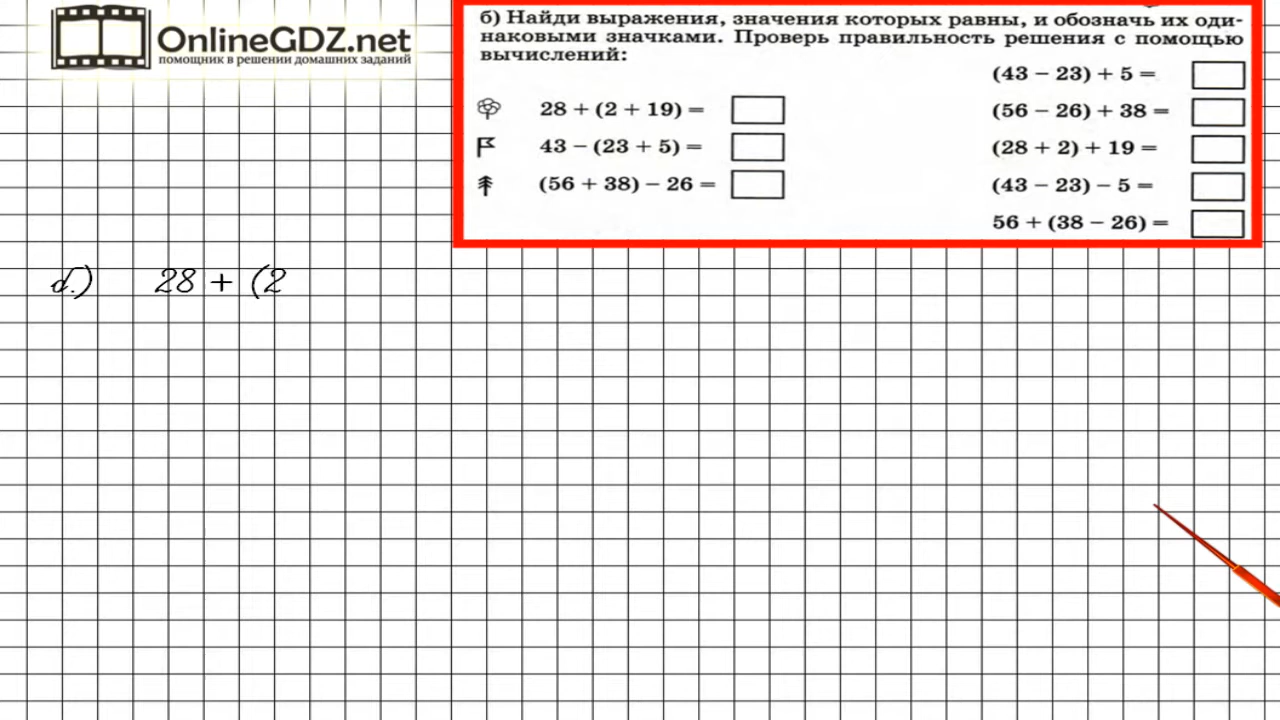 OnlineGDZ.net
помощник в решении домашних заданий
б) Найди выражения, значения которых равны, и обозначь их оди-
наковыми значками. Проверь правильность решения с помощью
вычислений:
28 + (2 + 19) =
43 − (23 + 5) =
(56 + 38) − 26 =
(43 − 23) + 5 =
(56 − 26) + 38 =
(28 + 2) + 19 =
(43 − 23) − 5 =
56 + (38 − 26) =
б.) 28 + (2